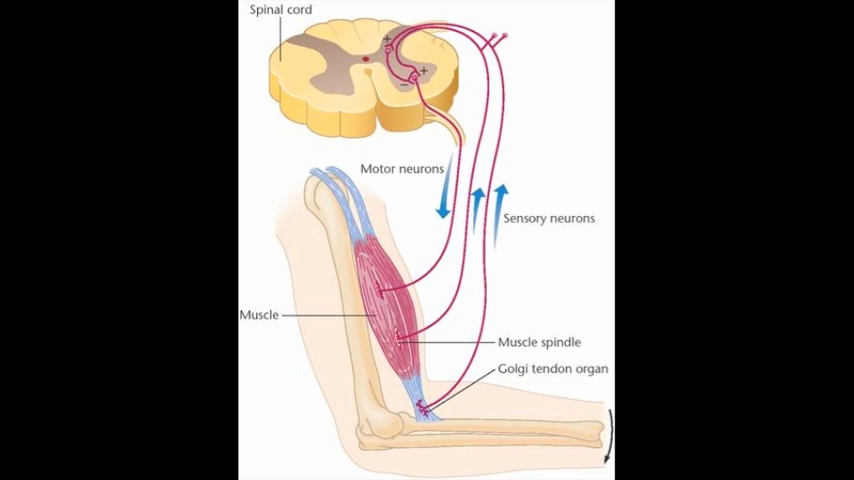 Spinal cord
+
+
−
Motor neurons
Sensory neurons
Muscle
Muscle spindle
Golgi tendon organ